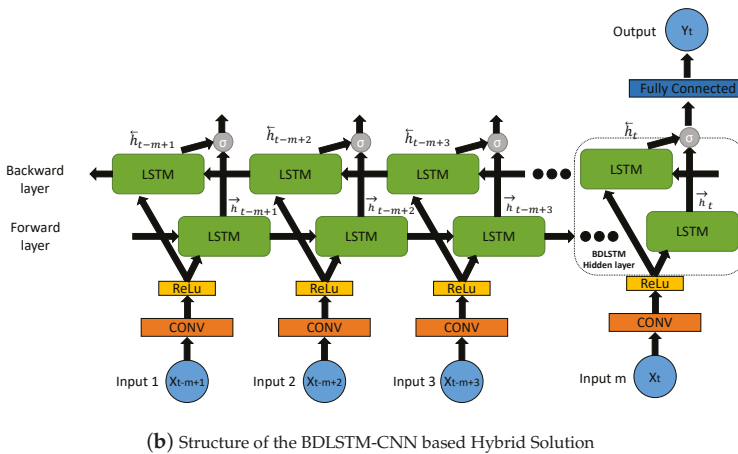 Output
Yt
Fully Connected
←h t−m+1
σ
←h t−m+2
σ
←h t−m+3
σ
←h t
σ
Backward
layer
LSTM
LSTM
LSTM
LSTM
→h t−m+1
→h t−m+2
→h t−m+3
→h t
Forward
layer
LSTM
LSTM
LSTM
LSTM
BDLSTM
Hidden layer
ReLu
ReLu
ReLu
ReLu
CONV
CONV
CONV
CONV
Input 1
Xt-m+1
Input 2
Xt-m+2
Input 3
Xt-m+3
Input m
Xt
(b) Structure of the BDLSTM-CNN based Hybrid Solution